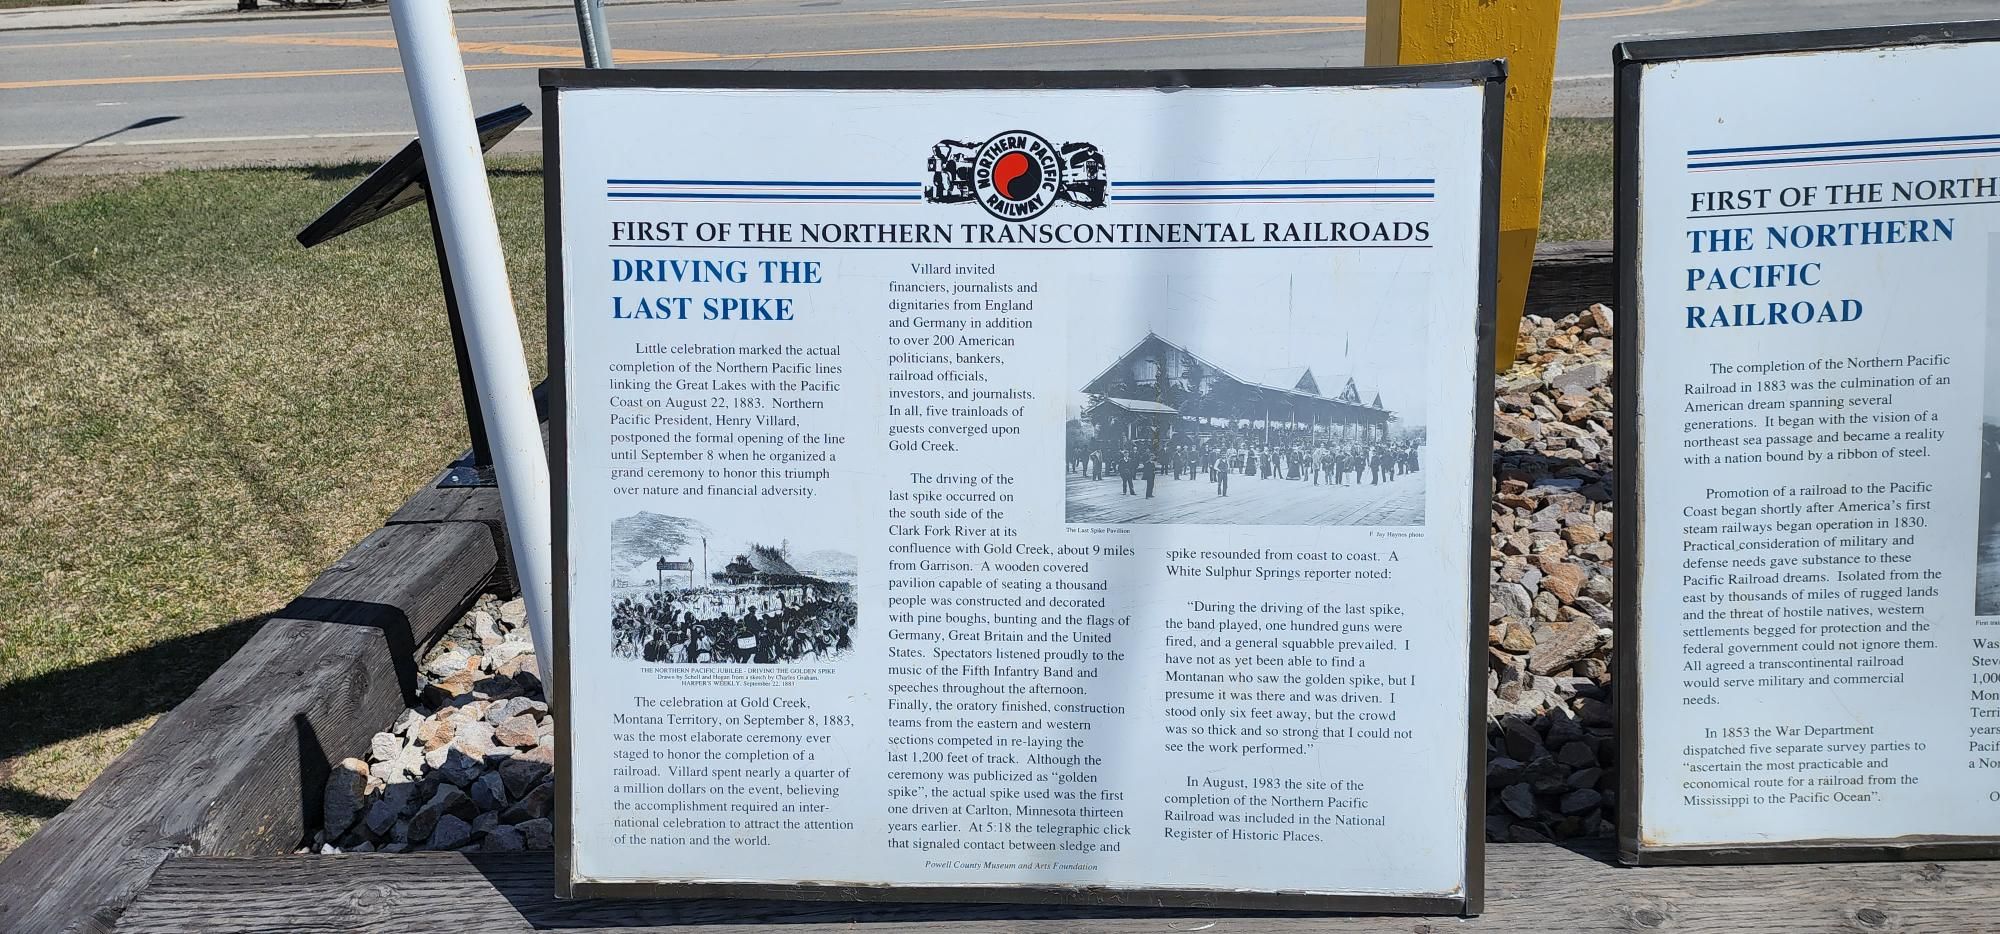 NORTHERN PACIFIC
RAILWAY
FIRST OF THE NORTHERN TRANSCONTINENTAL RAILROADS
DRIVING THE
LAST SPIKE
Little celebration marked the actual
completion of the Northern Pacific lines
linking the Great Lakes with the Pacific
Coast on August 22, 1883. Northern
Pacific President, Henry Villard,
postponed the formal opening of the line
until September 8 when he organized a
grand ceremony to honor this triumph
over nature and financial adversity.
THE NORTHERN PACIFIC JUBILEE - DRIVING THE GOLDEN SPIKE
Drawn by Schell and Hogan from a sketch by Charles Graham.
HARPER'S WEEKLY, September 22, 1883
The celebration at Gold Creek,
Montana Territory, on September 8, 1883,
was the most elaborate ceremony ever
staged to honor the completion of a
railroad. Villard spent nearly a quarter of
a million dollars on the event, believing
the accomplishment required an inter-
national celebration to attract the attention
of the nation and the world.
Villard invited
financiers, journalists and
dignitaries from England
and Germany in addition
to over 200 American
politicians, bankers,
railroad officials,
investors, and journalists.
In all, five trainloads of
guests converged upon
Gold Creek.
The driving of the
last spike occurred on
the south side of the
Clark Fork River at its
confluence with Gold Creek, about 9 miles
from Garrison. A wooden covered
pavilion capable of seating a thousand
people was constructed and decorated
with pine boughs, bunting and the flags of
Germany, Great Britain and the United
States. Spectators listened proudly to the
music of the Fifth Infantry Band and
speeches throughout the afternoon.
Finally, the oratory finished, construction
teams from the eastern and western
sections competed in re-laying the
last 1,200 feet of track. Although the
ceremony was publicized as "golden
spike", the actual spike used was the first
one driven at Carlton, Minnesota thirteen
years earlier. At 5:18 the telegraphic click
that signaled contact between sledge and
The Last Spike Pavillion
F. Jay Haynes photo
spike resounded from coast to coast. A
White Sulphur Springs reporter noted:
"During the driving of the last spike,
the band played, one hundred guns were
fired, and a general squabble prevailed. I
have not as yet been able to find a
Montanan who saw the golden spike, but I
presume it was there and was driven. I
stood only six feet away, but the crowd
was so thick and so strong that I could not
see the work performed."
In August, 1983 the site of the
completion of the Northern Pacific
Railroad was included in the National
Register of Historic Places.
Powell County Museum and Arts Foundation
FIRST OF THE NORTH
THE NORTHERN
PACIFIC
RAILROAD
The completion of the Northern Pacific
Railroad in 1883 was the culmination of an
American dream spanning several
generations. It began with the vision of a
northeast sea passage and became a reality
with a nation bound by a ribbon of steel.
Promotion of a railroad to the Pacific
Coast began shortly after America's first
steam railways began operation in 1830.
Practical consideration of military and
defense needs gave substance to these
Pacific Railroad dreams. Isolated from the
east by thousands of miles of rugged lands
and the threat of hostile natives, western
settlements begged for protection and the
federal government could not ignore them.
All agreed a transcontinental railroad
would serve military and commercial
needs.
In 1853 the War Department
dispatched five separate survey parties to
"ascertain the most practicable and
economical route for a railroad from the
Mississippi to the Pacific Ocean".
First
Was
Stev
1,00
Mon
Terri
years
Pacif
a No
O